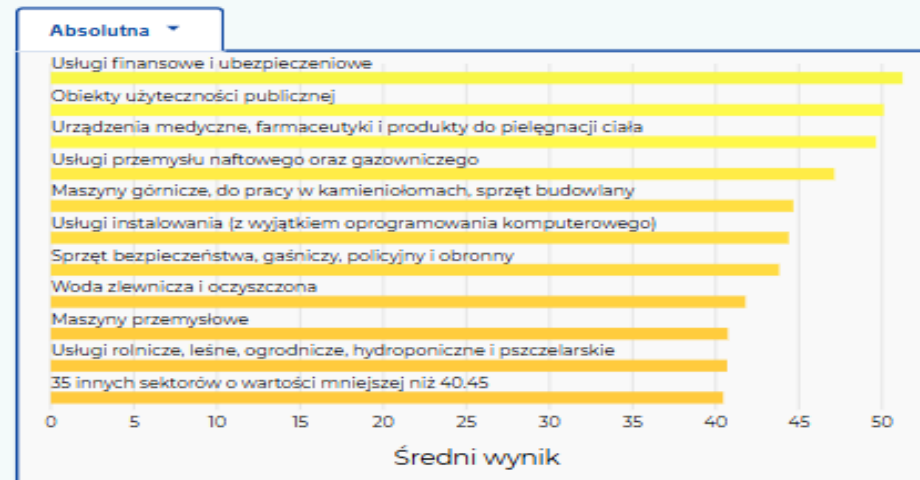 Absolutna
Usługi finansowe i ubezpieczeniowe
Obiekty użyteczności publicznej
Urządzenia medyczne, farmaceutyki i produkty do pielęgnacji ciała
Usługi przemysłu naftowego oraz gazowniczego
Maszyny górnicze, do pracy w kamieniołomach, sprzęt budowlany
Usługi instalowania (z wyjątkiem oprogramowania komputerowego)
Sprzęt bezpieczeństwa, gaśniczy, policyjny i obronny
Woda zlewnicza i oczyszczona
Maszyny przemysłowe
Usługi rolnicze, leśne, ogrodnicze, hydroponiczne i pszczelarskie
35 innych sektorów o wartości mniejszej niż 40.45
0 5 10 15 20 25 30 35 40 45 50
Średni wynik